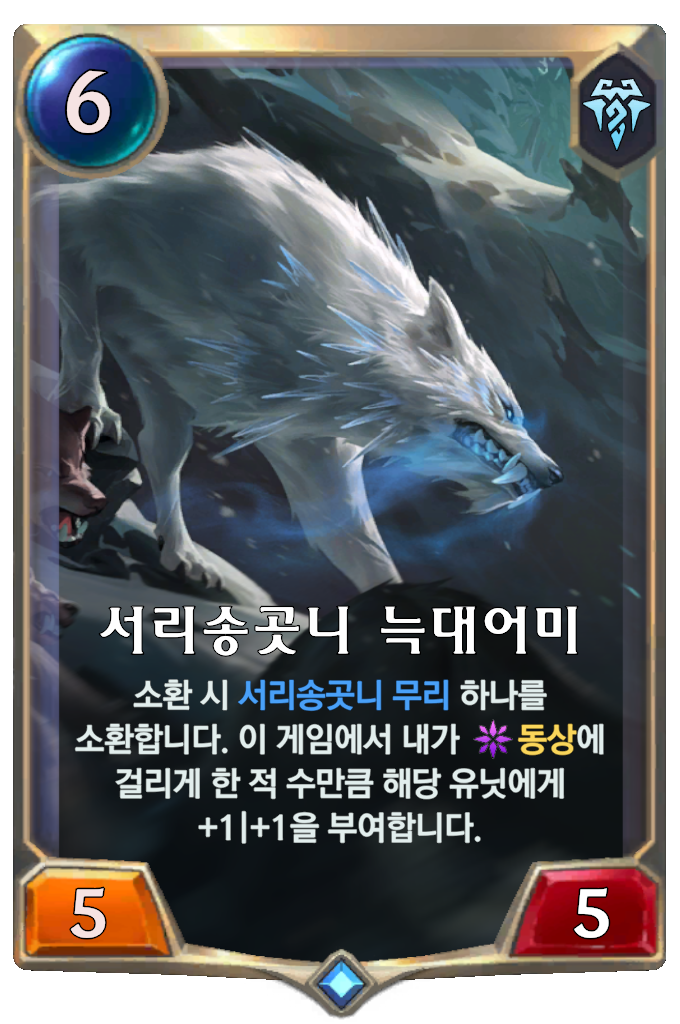 6
서리송곳니 늑대어미
소환 시 서리송곳니 무리 하나를
소환합니다. 이 게임에서 내가 동상에
걸리게 한 적 수만큼 해당 유닛에게
+1|+1을 부여합니다.
5
5